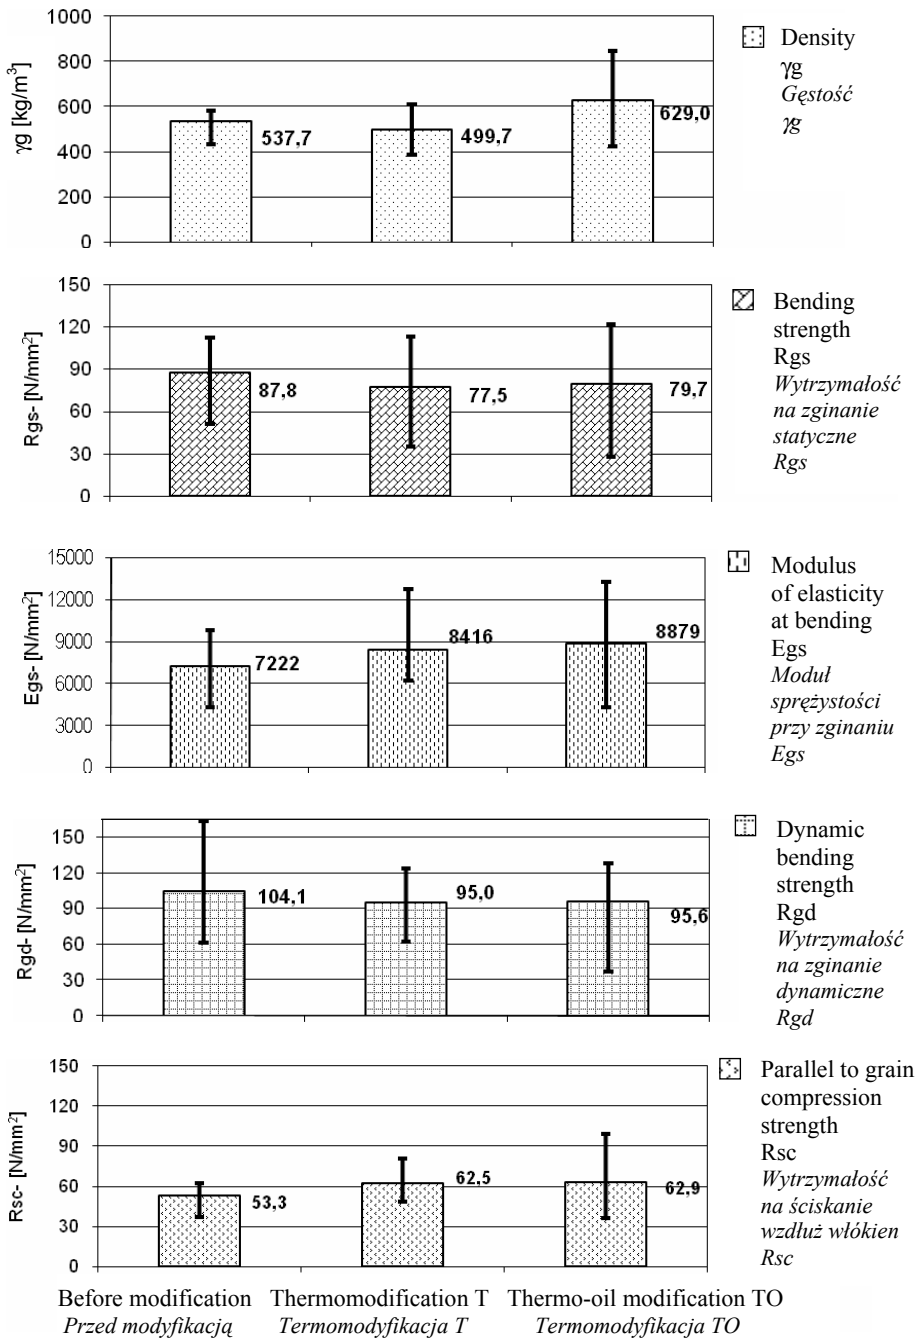 1000
800
600
400
200
0
γg [kg/m³]
537,7
499,7
629,0
Density
γg
Gęstość
γg
150
120
90
60
30
0
Rgs- [N/mm²]
87,8
77,5
79,7
Bending
strength
Rgs
Wytrzymałość
na zginanie
statyczne
Rgs
15000
12000
9000
6000
3000
0
Egs- [N/mm²]
7222
8416
8879
Modulus
of elasticity
at bending
Egs
Moduł
sprężystości
przy zginaniu
Egs
150
120
90
60
30
0
Rgd- [N/mm²]
104,1
95,0
95,6
Dynamic
bending
strength
Rgd
Wytrzymałość
na zginanie
dynamiczne
Rgd
150
120
90
60
30
0
Rsc- [N/mm²]
53,3
62,5
62,9
Parallel to grain
compression
strength
Rsc
Wytrzymałość
na ściskanie
wzdłuż włókien
Rsc
Before modification Thermomodification T Thermo-oil modification TO
Przed modyfikacją Termomodyfikacja T Termomodyfikacja TO